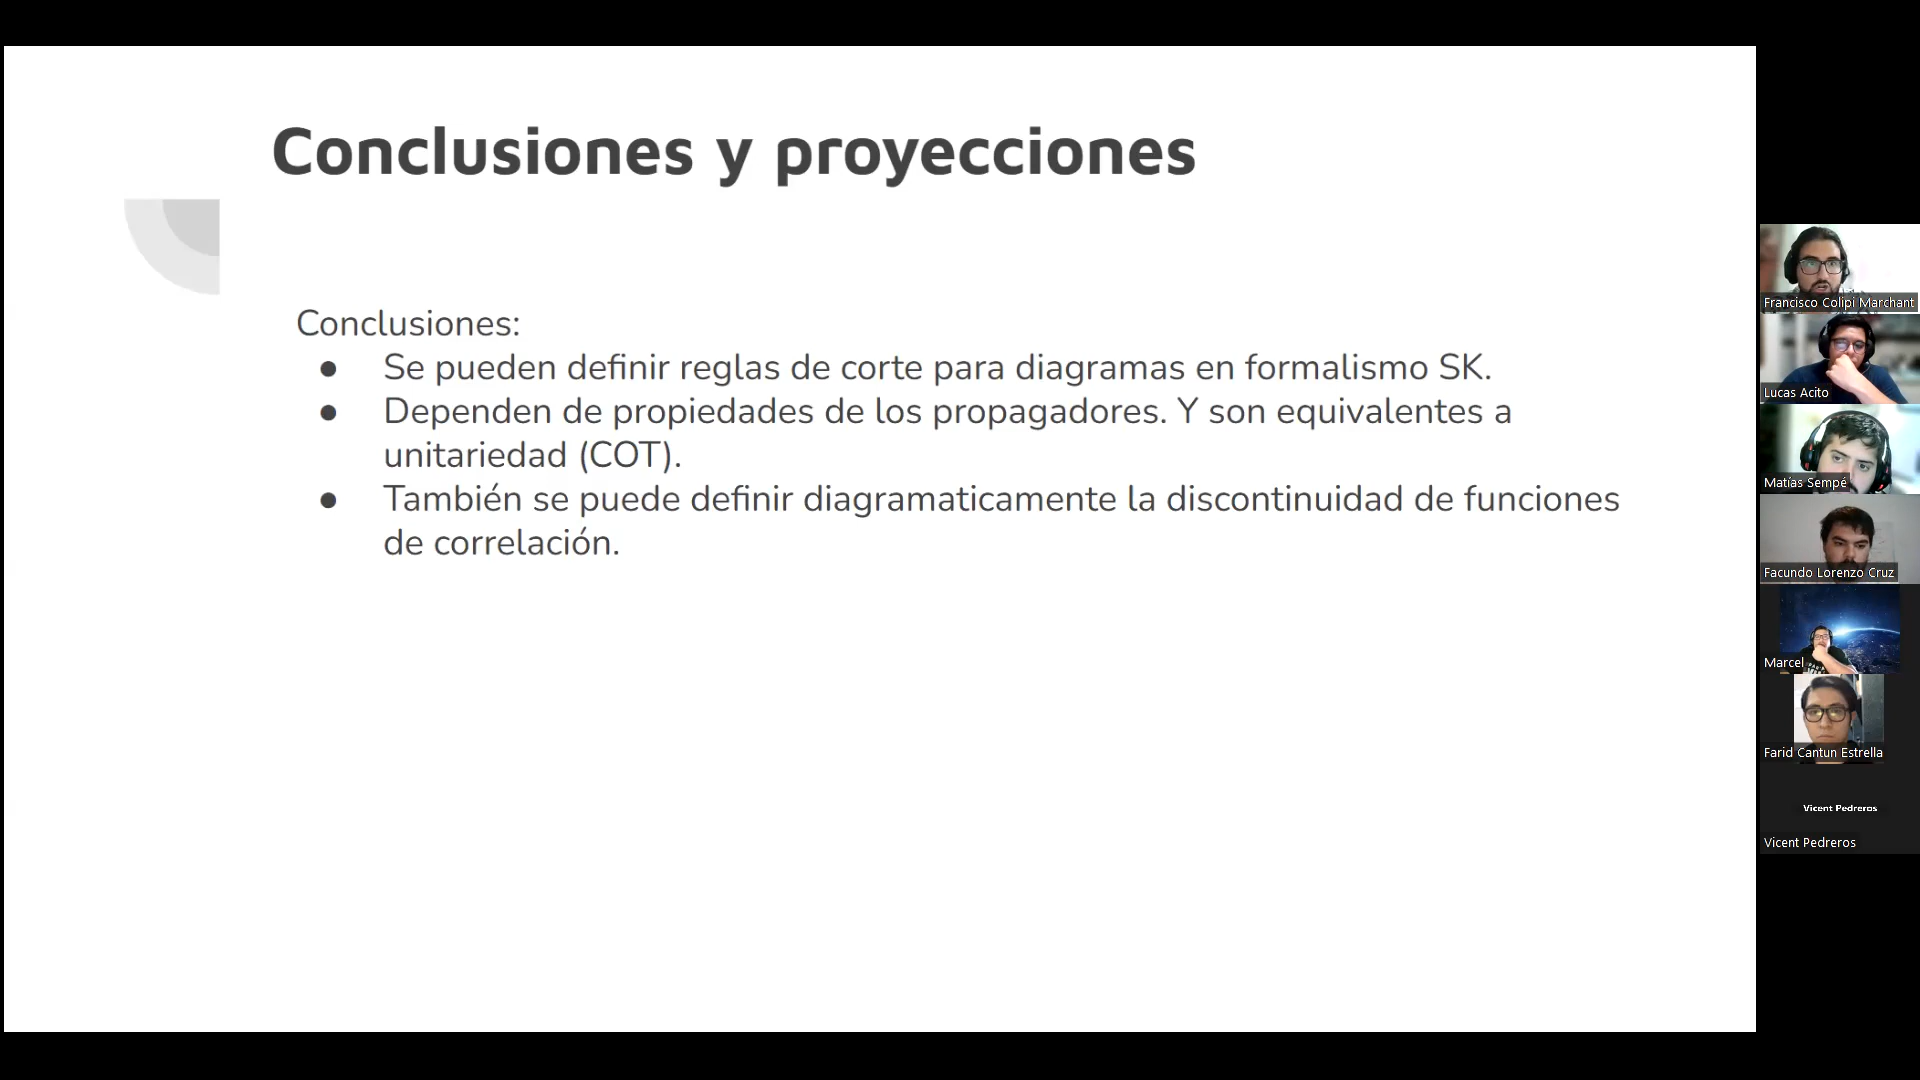 Conclusiones y proyecciones
Conclusiones:
● Se pueden definir reglas de corte para diagramas en formalismo SK.
● Dependen de propiedades de los propagadores. Y son equivalentes a
unitariedad (COT).
● También se puede definir diagramaticamente la discontinuidad de funciones
de correlación.
Francisco Colipi Marchant
Lucas Acito
Matías Sempé
Facundo Lorenzo Cruz
Marcel
Farid Cantun Estrella
Vicent Pedreros
Vicent Pedreros